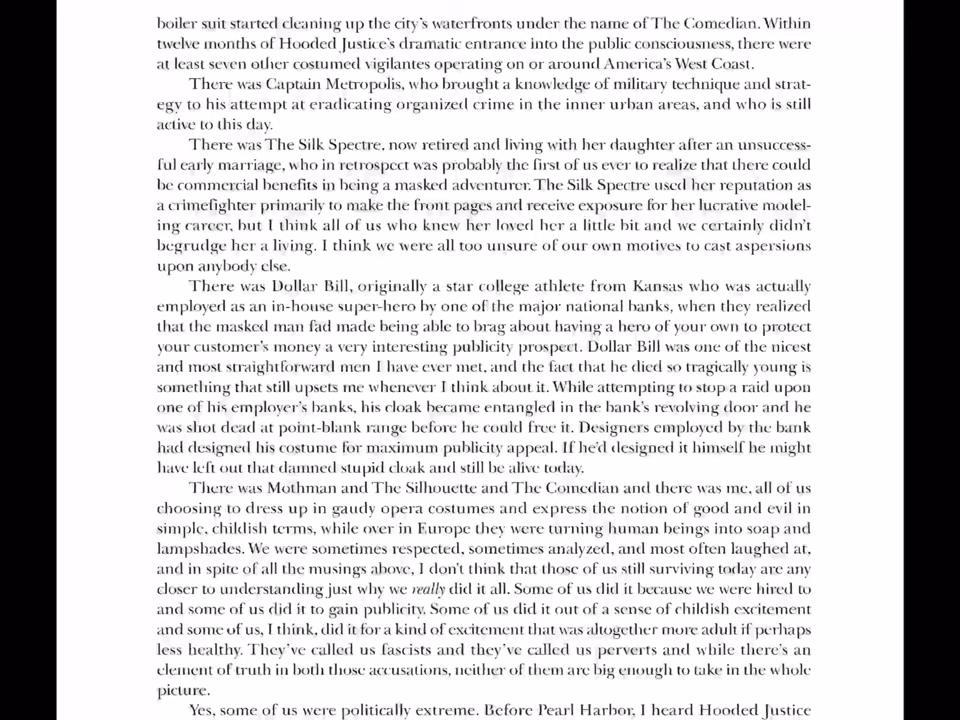 boiler suit started cleaning up the city's waterfronts under the name of The Comedian. Within
twelve months of Hooded Justice's dramatic entrance into the public consciousness, there were
at least seven other costumed vigilantes operating on or around America's West Coast.
There was Captain Metropolis, who brought a knowledge of military technique and strat-
egy to his attempt at eradicating organized crime in the inner urban areas, and who is still
active to this day.
There was The Silk Spectre, now retired and living with her daughter after an unsuccess-
ful early marriage, who in retrospect was probably the first of us ever to realize that there could
be commercial benefits in being a masked adventurer. The Silk Spectre used her reputation as
a crimefighter primarily to make the front pages and receive exposure for her lucrative model-
ing career, but I think all of us who knew her loved her a little bit and we certainly didn't
begrudge her a living. I think we were all too unsure of our own motives to cast aspersions
upon anybody else.
There was Dollar Bill, originally a star college athlete from Kansas who was actually
employed as an in-house super-hero by one of the major national banks, when they realized
that the masked man fad made being able to brag about having a hero of your own to protect
your customer's money a very interesting publicity prospect. Dollar Bill was one of the nicest
and most straightforward men I have ever met, and the fact that he died so tragically young is
something that still upsets me whenever I think about it. While attempting to stop a raid upon
one of his employer's banks, his cloak became entangled in the bank's revolving door and he
was shot dead at point-blank range before he could free it. Designers employed by the bank
had designed his costume for maximum publicity appeal. If he'd designed it himself he might
have left out that damned stupid cloak and still be alive today.
There was Mothman and The Silhouette and The Comedian and there was me, all of us
choosing to dress up in gaudy opera costumes and express the notion of good and evil in
simple, childish terms, while over in Europe they were turning human beings into soap and
lampshades. We were sometimes respected, sometimes analyzed, and most often laughed at,
and in spite of all the musings above, I don't think that those of us still surviving today are any
closer to understanding just why we really did it all. Some of us did it because we were hired to
and some of us did it to gain publicity. Some of us did it out of a sense of childish excitement
and some of us, I think, did it for a kind of excitement that was altogether more adult if perhaps
less healthy. They've called us fascists and they've called us perverts and while there's an
element of truth in both those accusations, neither of them are big enough to take in the whole
picture.
Yes, some of us were politically extreme. Before Pearl Harbor, I heard Hooded Justice